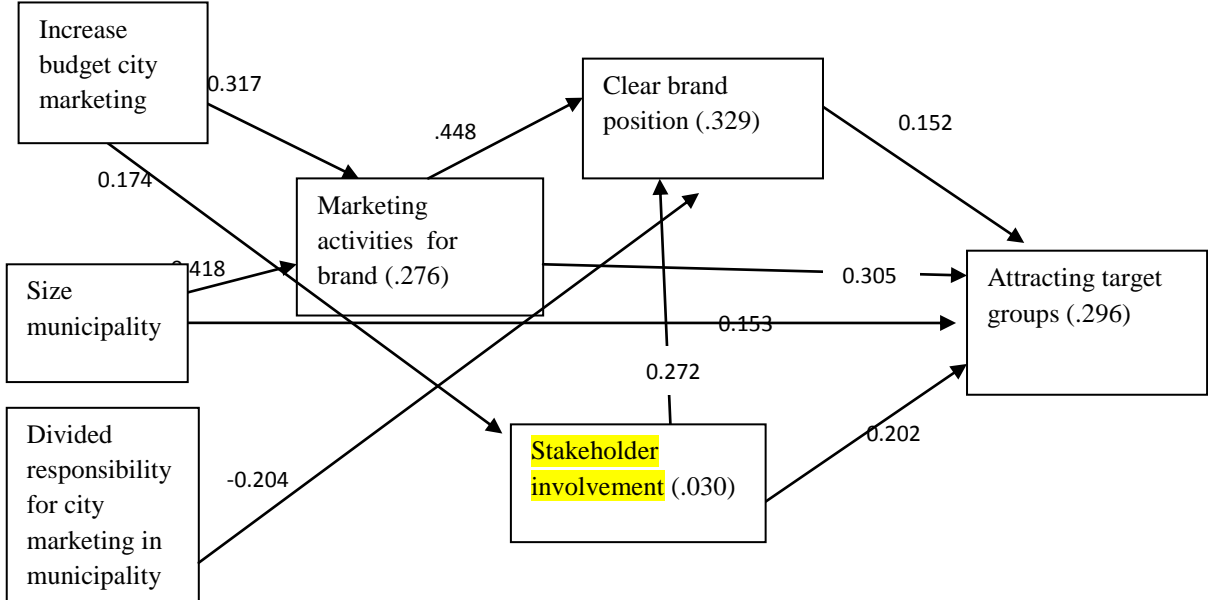 Increase
budget city
marketing
0.317
Clear brand
position (.329)
.448
0.152
0.174
Marketing
activities for
brand (.276)
0.418
Size
municipality
0.305
Attracting target
groups (.296)
0.153
0.272
Divided
responsibility
for city
marketing in
municipality
-0.204
Stakeholder
involvement (.030)
0.202